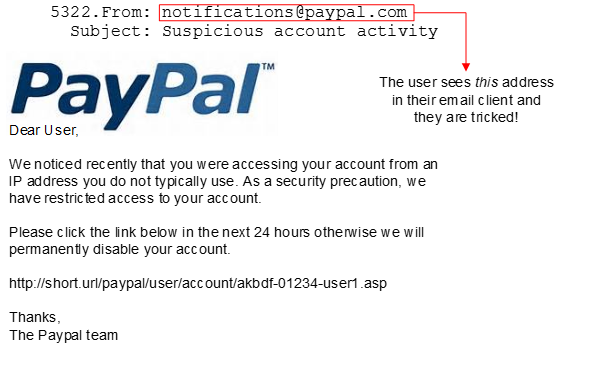 5322.From: notifications@paypal.com
Subject: Suspicious account activity
PayPal™
The user sees this address
in their email client and
they are tricked!
Dear User,
We noticed recently that you were accessing your account from an
IP address you do not typically use. As a security precaution, we
have restricted access to your account.
Please click the link below in the next 24 hours otherwise we will
permanently disable your account.
http://short.url/paypal/user/account/akbdf-01234-user1.asp
Thanks,
The Paypal team